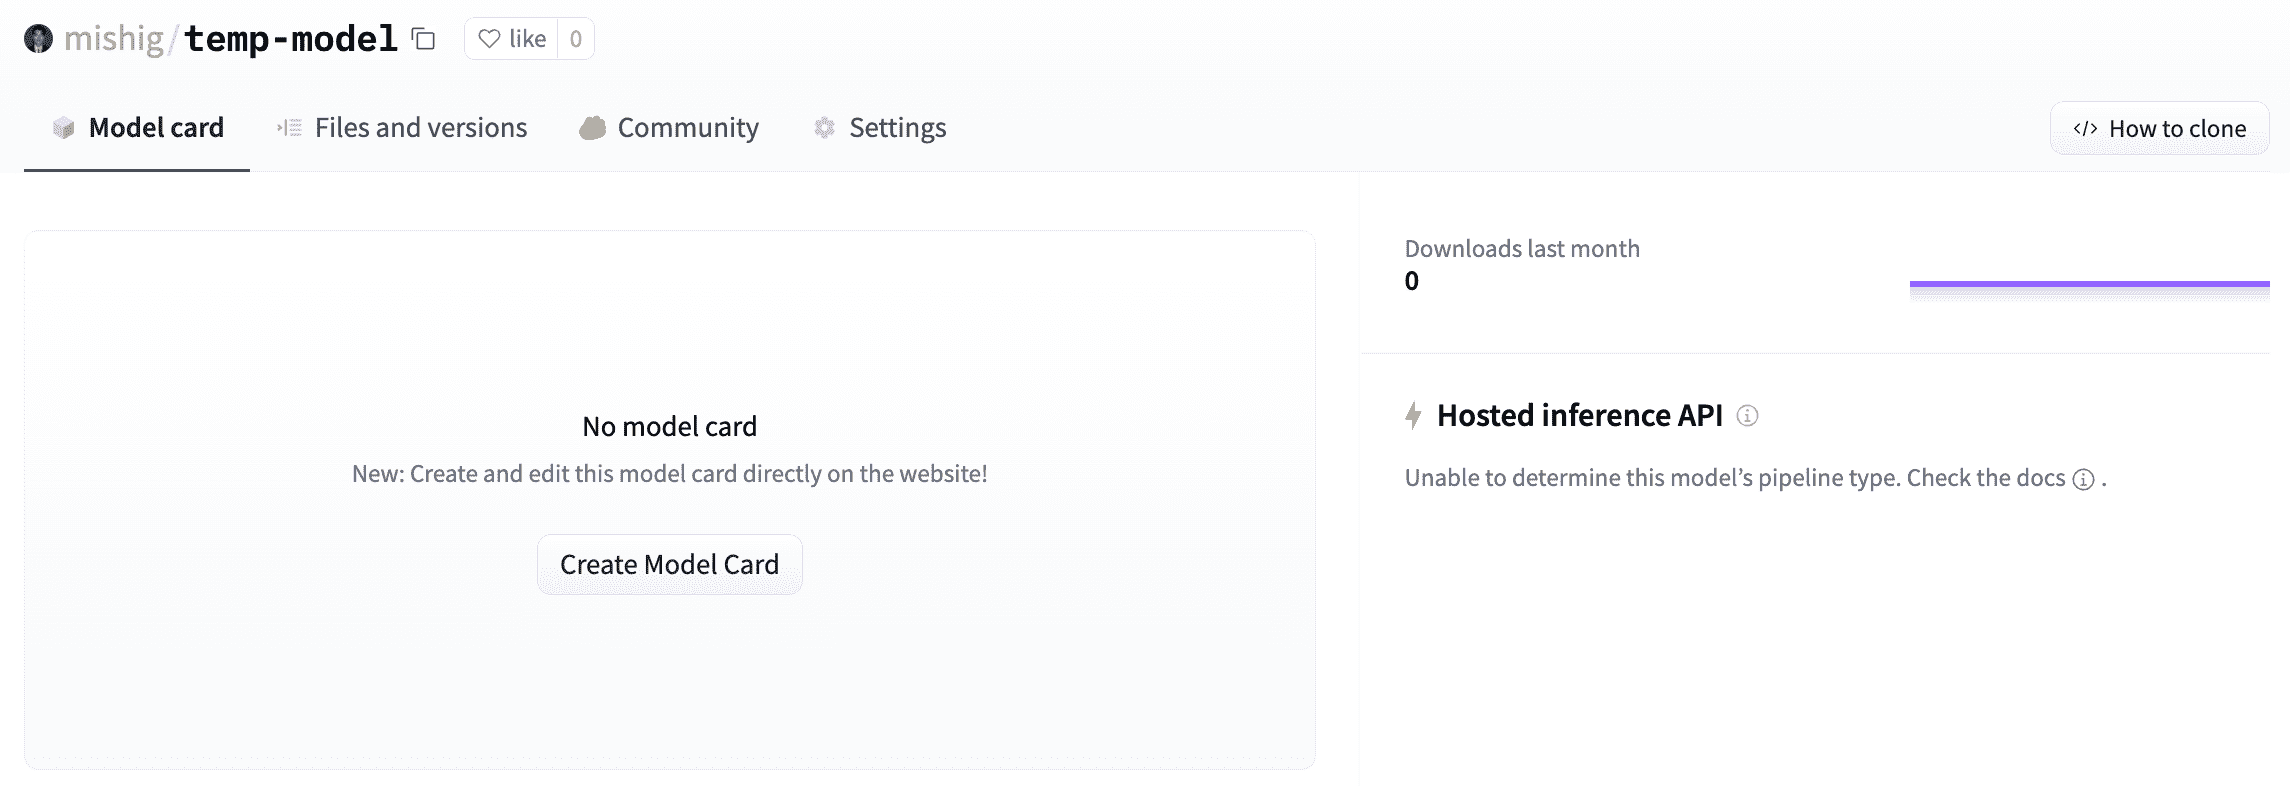 mishig/temp-model like 0
Model card Files and versions Community Settings </> How to clone
Downloads last month
0
No model card
New: Create and edit this model card directly on the website!
Create Model Card
Hosted inference API
Unable to determine this model’s pipeline type. Check the docs .